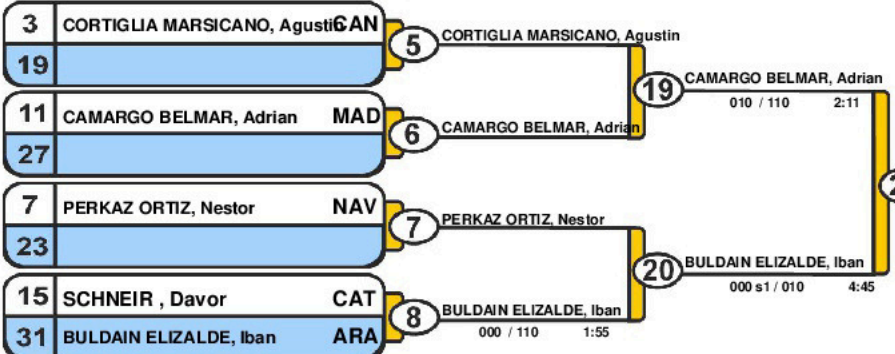 3 CORTIGLIA MARSICANO, Agusti CAN
19
5 CORTIGLIA MARSICANO, Agustin
11 CAMARGO BELMAR, Adrian MAD
27
6 CAMARGO BELMAR, Adrian
19 CAMARGO BELMAR, Adrian
010 / 110 2:11
7 PERKAZ ORTIZ, Nestor NAV
23
7 PERKAZ ORTIZ, Nestor
15 SCHNEIR , Davor CAT
31 BULDAIN ELIZALDE, Iban ARA
8 BULDAIN ELIZALDE, Iban
000 / 110 1:55
20 BULDAIN ELIZALDE, Iban
000 s1 / 010 4:45